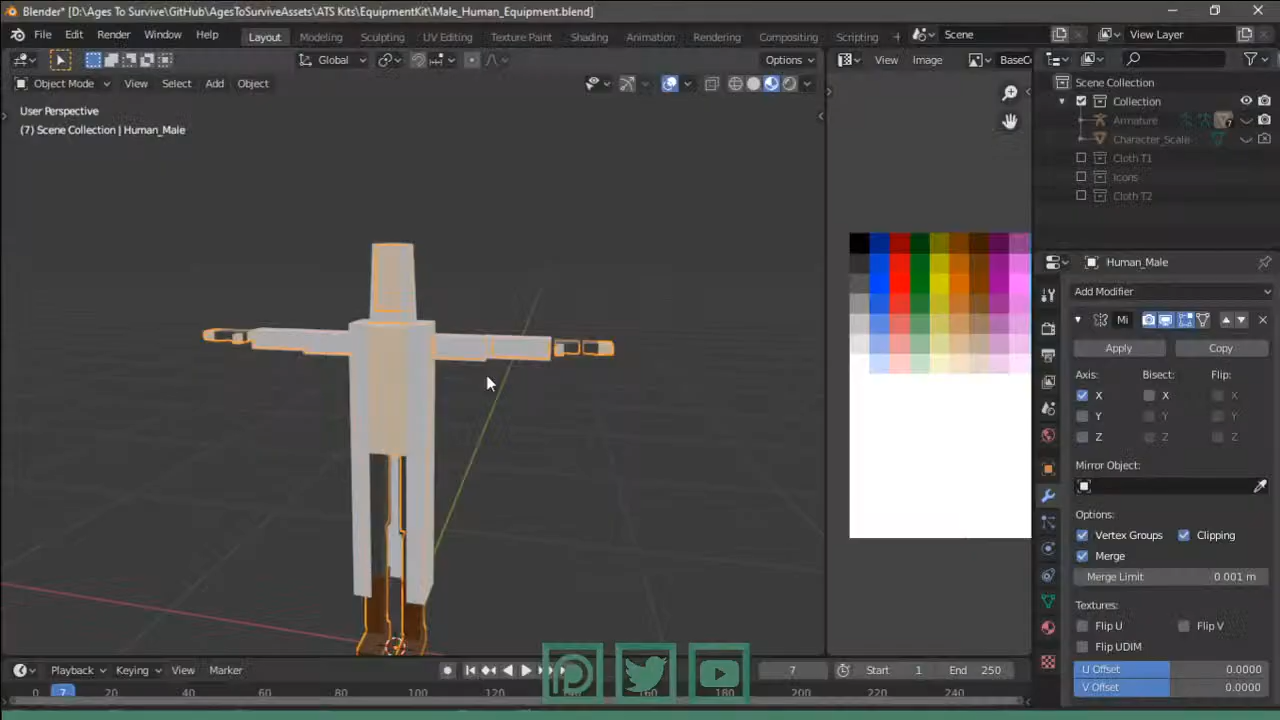 Blender* [D:\Ages To Survive\GitHub\AgesToSurviveAssets\ATS Kits\EquipmentKit\Male_Human_Equipment.blend]
File Edit Render Window Help Layout Modeling Sculpting UV Editing Texture Paint Shading Animation Rendering Compositing Scripting + Scene View Layer
Global Options View Image BaseC
Object Mode View Select Add Object
User Perspective
(7) Scene Collection | Human_Male
Scene Collection
Collection
Armature
Character_Scale
Cloth T1
Icons
Cloth T2
Human_Male
Add Modifier
Mi
Apply Copy
Axis: Bisect: Flip:
X X X
Y Y Y
Z Z Z
Mirror Object:
Options:
Vertex Groups Clipping
Merge
Merge Limit 0.001 m
Textures:
Flip U Flip V
Flip UDIM
U Offset 0.0000
V Offset 0.0000
Playback Keying View Marker 7 Start 1 End 250
0 7 40 80 120 160 180 200 240